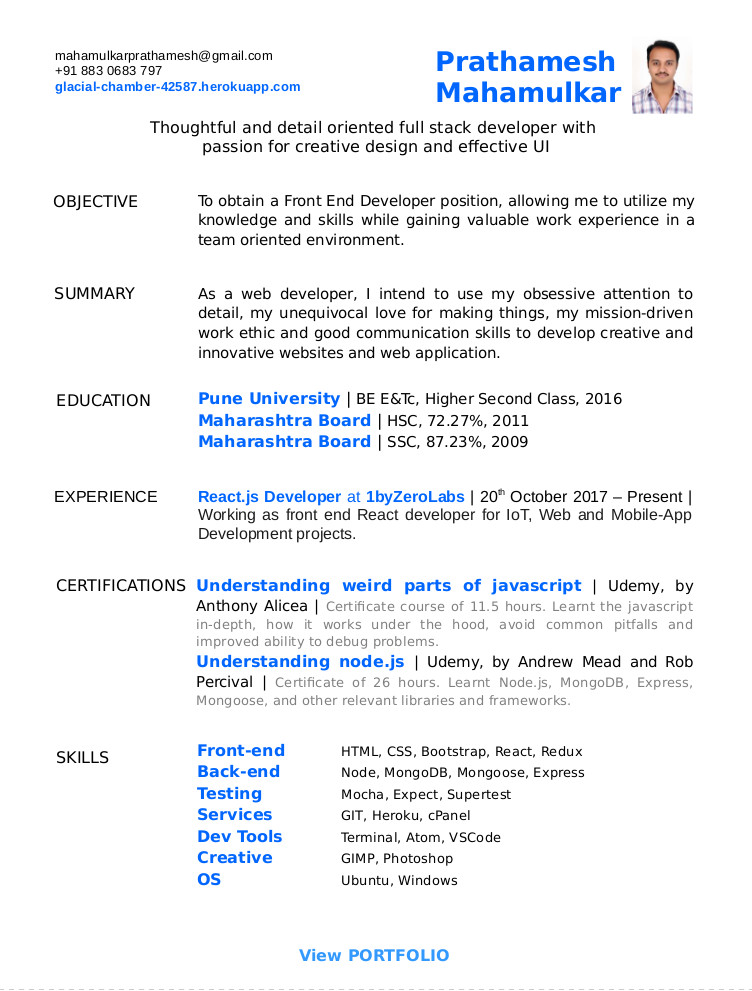 mahamulkarprathamesh@gmail.com
+91 883 0683 797
glacial-chamber-42587.herokuapp.com
Prathamesh
Mahamulkar
Thoughtful and detail oriented full stack developer with
passion for creative design and effective UI
OBJECTIVE
To obtain a Front End Developer position, allowing me to utilize my
knowledge and skills while gaining valuable work experience in a
team oriented environment.
SUMMARY
As a web developer, I intend to use my obsessive attention to
detail, my unequivocal love for making things, my mission-driven
work ethic and good communication skills to develop creative and
innovative websites and web application.
EDUCATION
Pune University | BE E&Tc, Higher Second Class, 2016
Maharashtra Board | HSC, 72.27%, 2011
Maharashtra Board | SSC, 87.23%, 2009
EXPERIENCE
React.js Developer at 1byZeroLabs | 20th October 2017 – Present |
Working as front end React developer for IoT, Web and Mobile-App
Development projects.
CERTIFICATIONS
Understanding weird parts of javascript | Udemy, by
Anthony Alicea | Certificate course of 11.5 hours. Learnt the javascript
in-depth, how it works under the hood, avoid common pitfalls and
improved ability to debug problems.
Understanding node.js | Udemy, by Andrew Mead and Rob
Percival | Certificate of 26 hours. Learnt Node.js, MongoDB, Express,
Mongoose, and other relevant libraries and frameworks.
SKILLS
Front-end HTML, CSS, Bootstrap, React, Redux
Back-end Node, MongoDB, Mongoose, Express
Testing Mocha, Expect, Supertest
Services GIT, Heroku, cPanel
Dev Tools Terminal, Atom, VSCode
Creative GIMP, Photoshop
OS Ubuntu, Windows
View PORTFOLIO